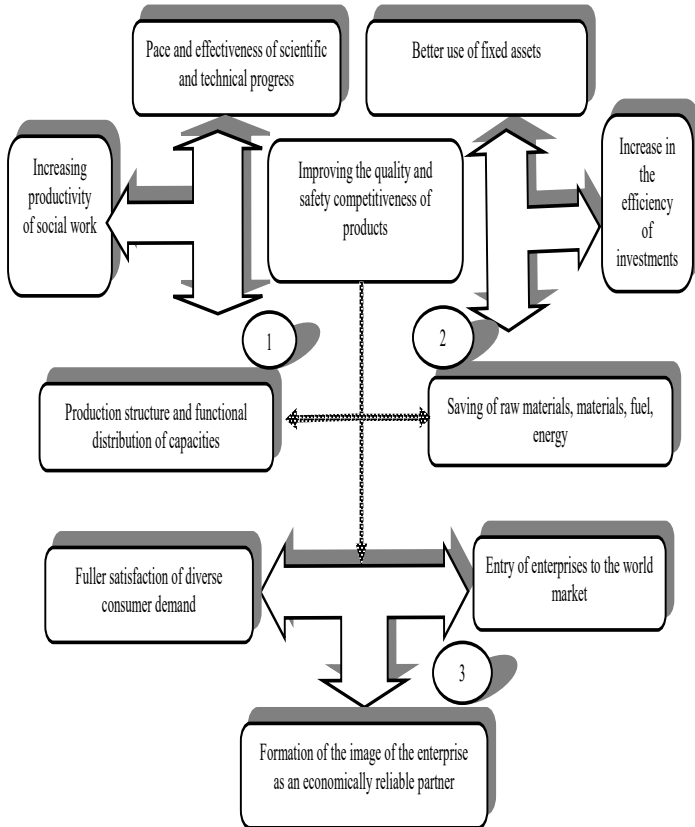 Pace and effectiveness of scientific
and technical progress
Better use of fixed assets
Increasing
productivity
of social work
Improving the quality and
safety competitiveness of
products
Increase in
the
efficiency
of
investments
1
2
Production structure and functional
distribution of capacities
Saving of raw materials, materials, fuel,
energy
Fuller satisfaction of diverse
consumer demand
Entry of enterprises to the world
market
3
Formation of the image of the enterprise
as an economically reliable partner